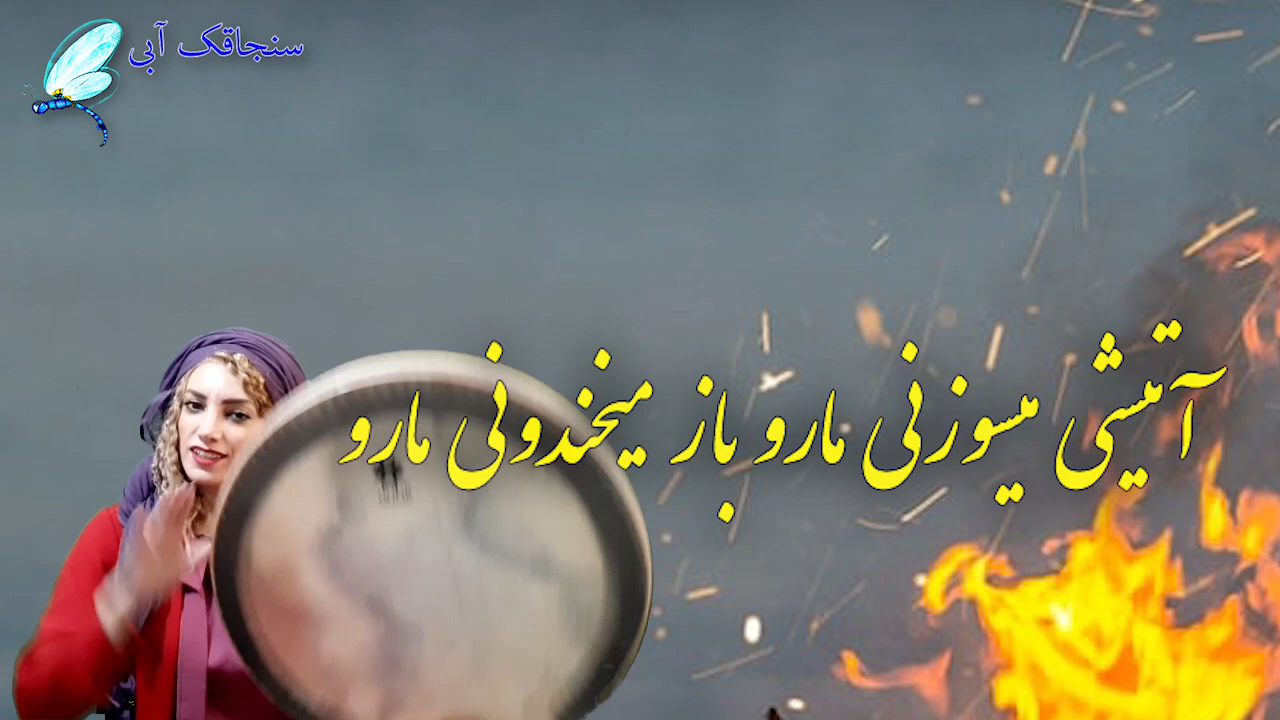 سنجاقک آبی
آتیشی میسوزنی مارو باز میخندونی مارو